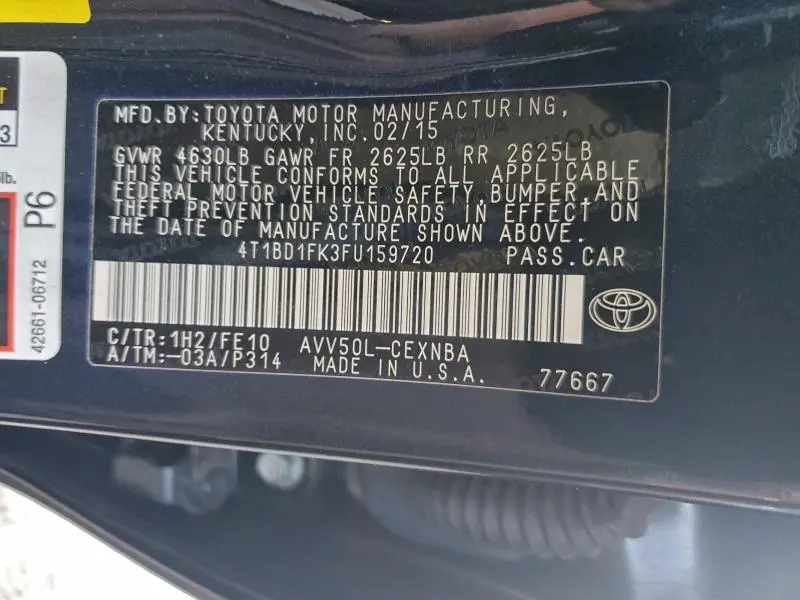 MFD.BY:TOYOTA MOTOR MANUFACTURING,
KENTUCKY,INC.02/15
GVWR 4630LB GAWR FR 2625LB RR 2625LB
THIS VEHICLE CONFORMS TO ALL APPLICABLE
FEDERAL MOTOR VEHICLE SAFETY,BUMPER,AND
THEFT PREVENTION STANDARDS IN EFFECT ON
THE DATE OF MANUFACTURE SHOWN ABOVE.
4T1BD1FK3FU159720 PASS.CAR
C/TR:1H2/FE10 AVV50L-CEXNBA
A/TM:-03A/P314 MADE IN U.S.A. 77667
T
3
lb.
P6
42661-06712